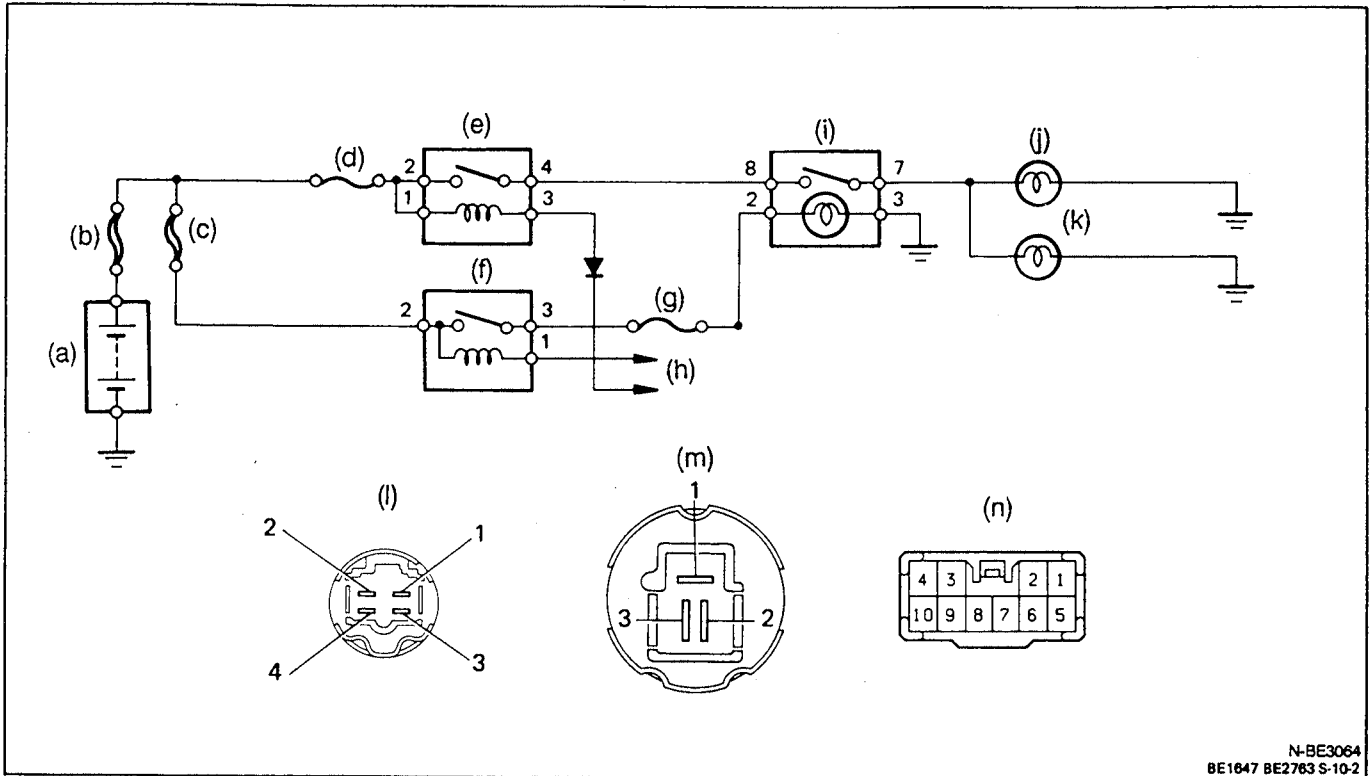 (e)
(i)
(j)
(d)
2
4
8
7
1
3
2
3
(b)
(c)
(k)
(f)
(g)
2
3
1
(a)
(h)
(l)
2
1
4
3
(m)
1
3
2
(n)
4 3 2 1
10 9 8 7 6 5
N-BE3064
BE1647 BE2763 S-10-2